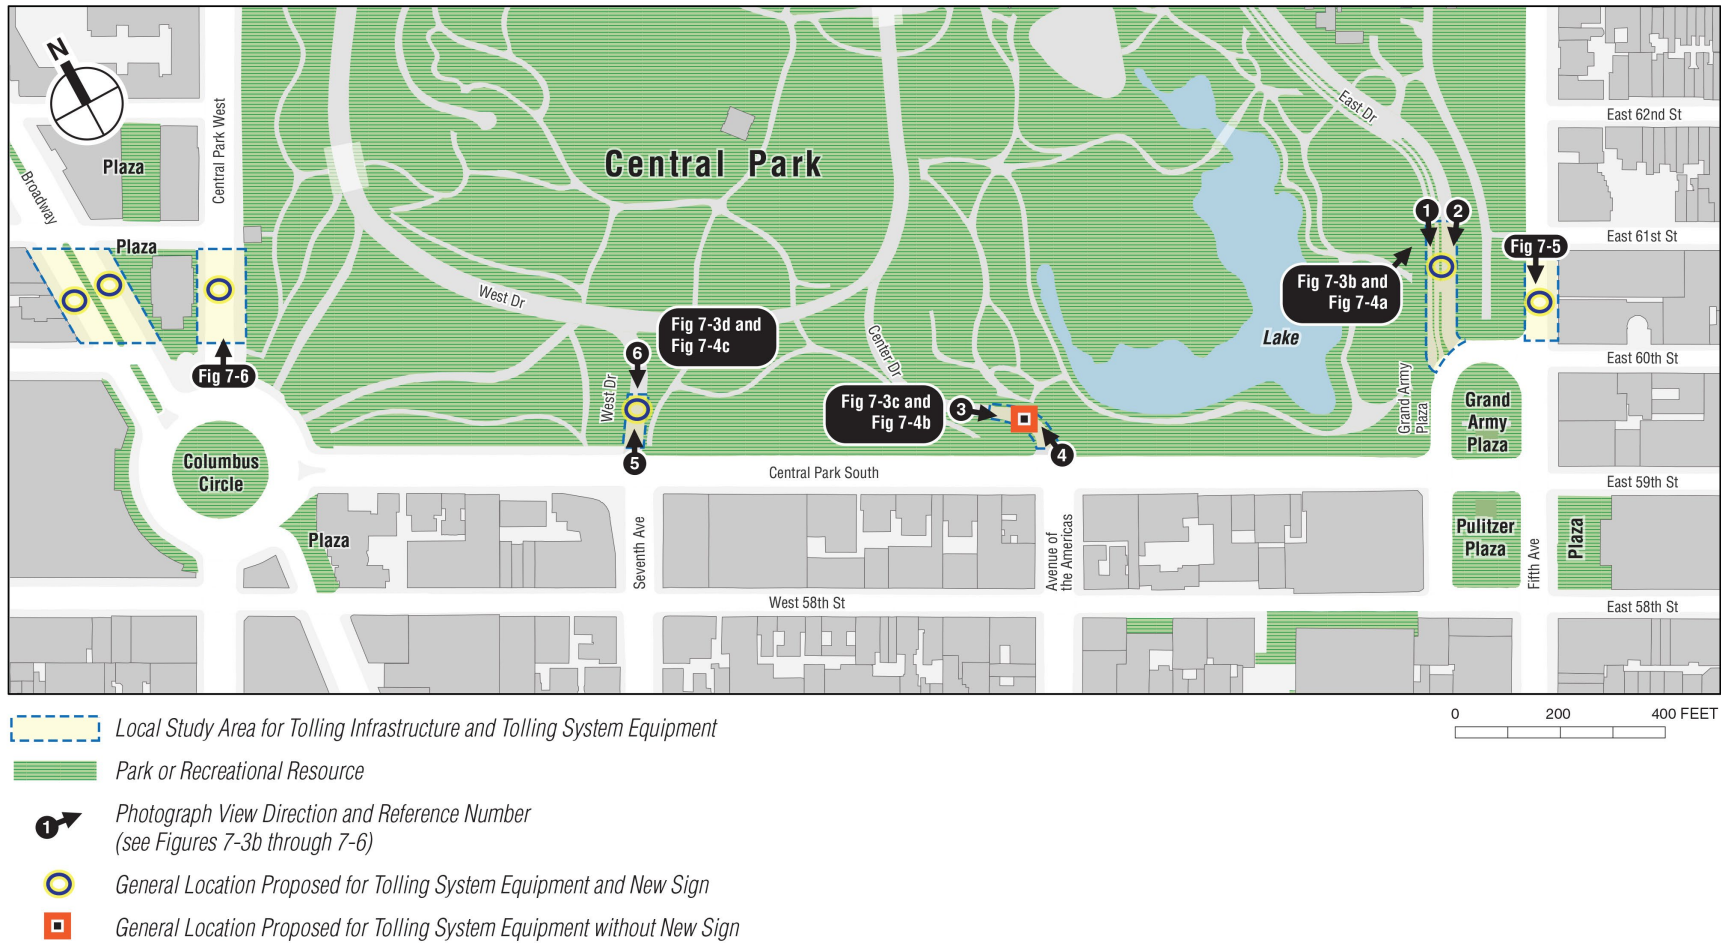 N
Central Park West
Plaza
Broadway
Plaza
Central Park
East Dr
East 62nd St
East 61st St
1
2
Fig 7-5
Fig 7-3b and
Fig 7-4a
West Dr
Fig 7-3d and
Fig 7-4c
Center Dr
Lake
East 60th St
Fig 7-6
6
West Dr
5
Fig 7-3c and
Fig 7-4b
3
4
Grand Army
Plaza
Grand
Army
Plaza
Columbus
Circle
Central Park South
East 59th St
Plaza
Seventh Ave
Avenue of
the Americas
Pulitzer
Plaza
Fifth Ave
Plaza
West 58th St
East 58th St
0 200 400 FEET
Local Study Area for Tolling Infrastructure and Tolling System Equipment
Park or Recreational Resource
1
Photograph View Direction and Reference Number
(see Figures 7-3b through 7-6)
General Location Proposed for Tolling System Equipment and New Sign
General Location Proposed for Tolling System Equipment without New Sign